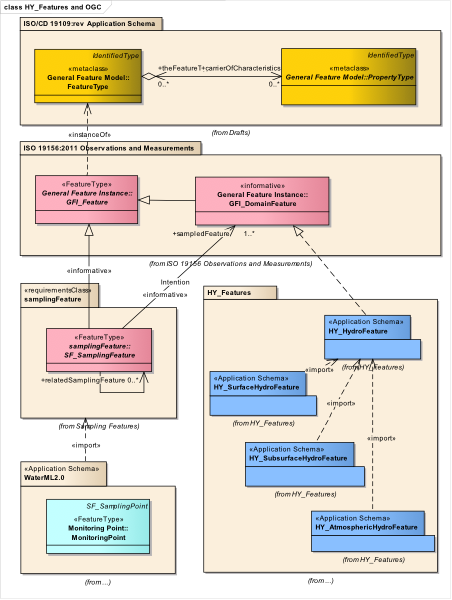 class HY_Features and OGC
ISO/CD 19109:rev Application Schema
IdentifiedType
«metaclass»
General Feature Model::
FeatureType
+theFeatureT+carrierOfCharacteristics
0..*
0..*
IdentifiedType
«metaclass»
General Feature Model::PropertyType
(from Drafts)
«instanceOf»
ISO 19156:2011 Observations and Measurements
«FeatureType»
General Feature Instance::
GFI_Feature
«informative»
General Feature Instance::
GFI_DomainFeature
+sampledFeature
1..*
(from ISO 19156 Observations and Measurements)
«informative»
Intention
«informative»
«requirementsClass»
samplingFeature
«FeatureType»
samplingFeature::
SF_SamplingFeature
+relatedSamplingFeature 0..*
(from Sampling Features)
«import»
«Application Schema»
WaterML2.0
SF_SamplingPoint
«FeatureType»
Monitoring Point::
MonitoringPoint
(from ...)
HY_Features
«Application Schema»
HY_HydroFeature
(from HY_Features)
«import»
«Application Schema»
HY_SurfaceHydroFeature
(from HY_Features)
«import»
«import»
«Application Schema»
HY_SubsurfaceHydroFeature
(from HY_Features)
«Application Schema»
HY_AtmosphericHydroFeature
(from HY_Features)
(from ...)